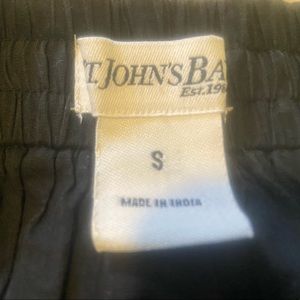 T. JOHN'S BA
EST. 19
S
MADE IN INDIA